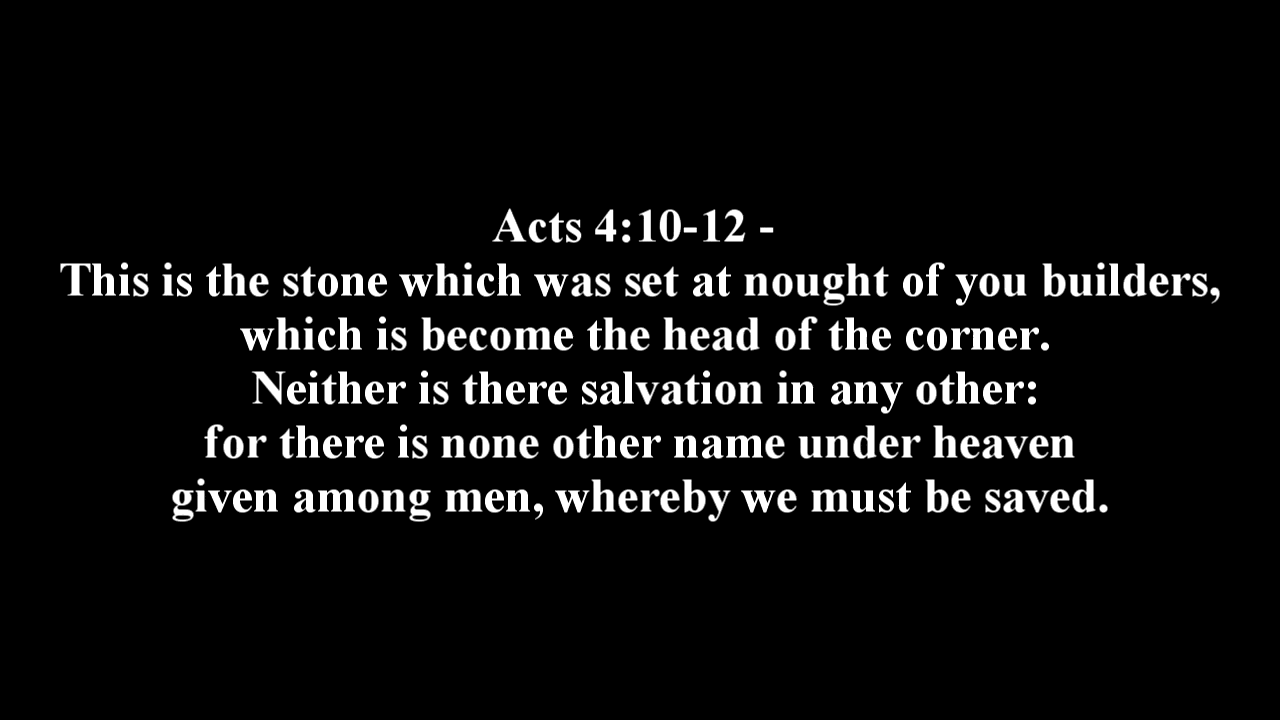 Acts 4:10-12 -
This is the stone which was set at nought of you builders,
which is become the head of the corner.
Neither is there salvation in any other:
for there is none other name under heaven
given among men, whereby we must be saved.